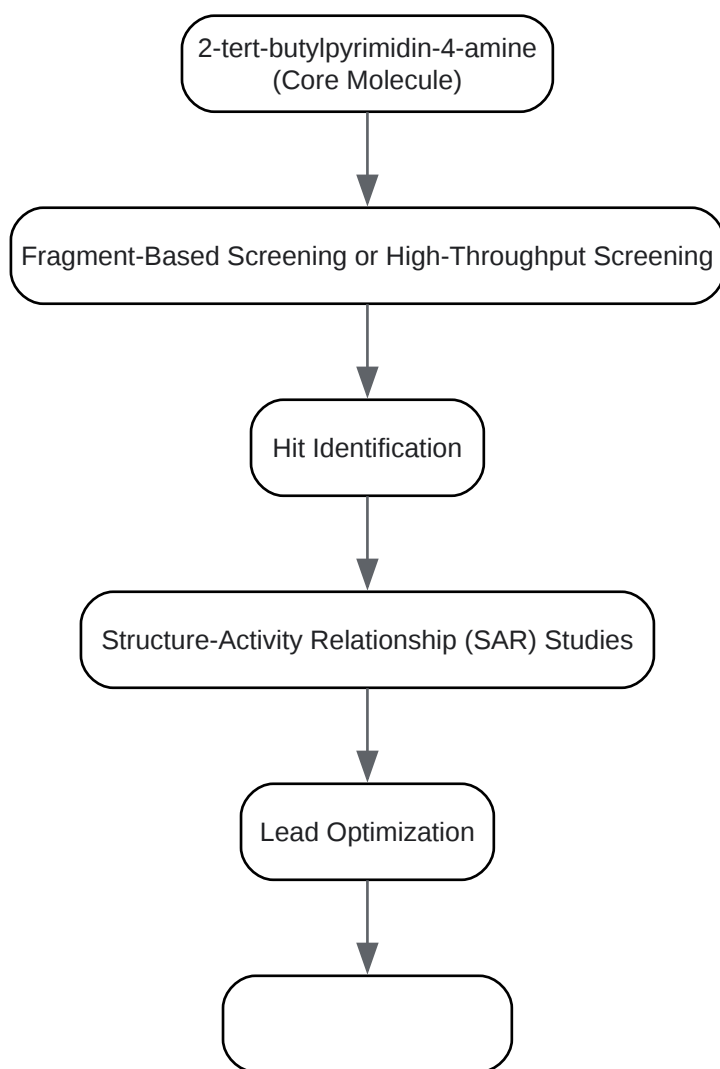 2-tert-butylpyrimidin-4-amine
(Core Molecule)
Fragment-Based Screening or High-Throughput Screening
Hit Identification
Structure-Activity Relationship (SAR) Studies
Lead Optimization